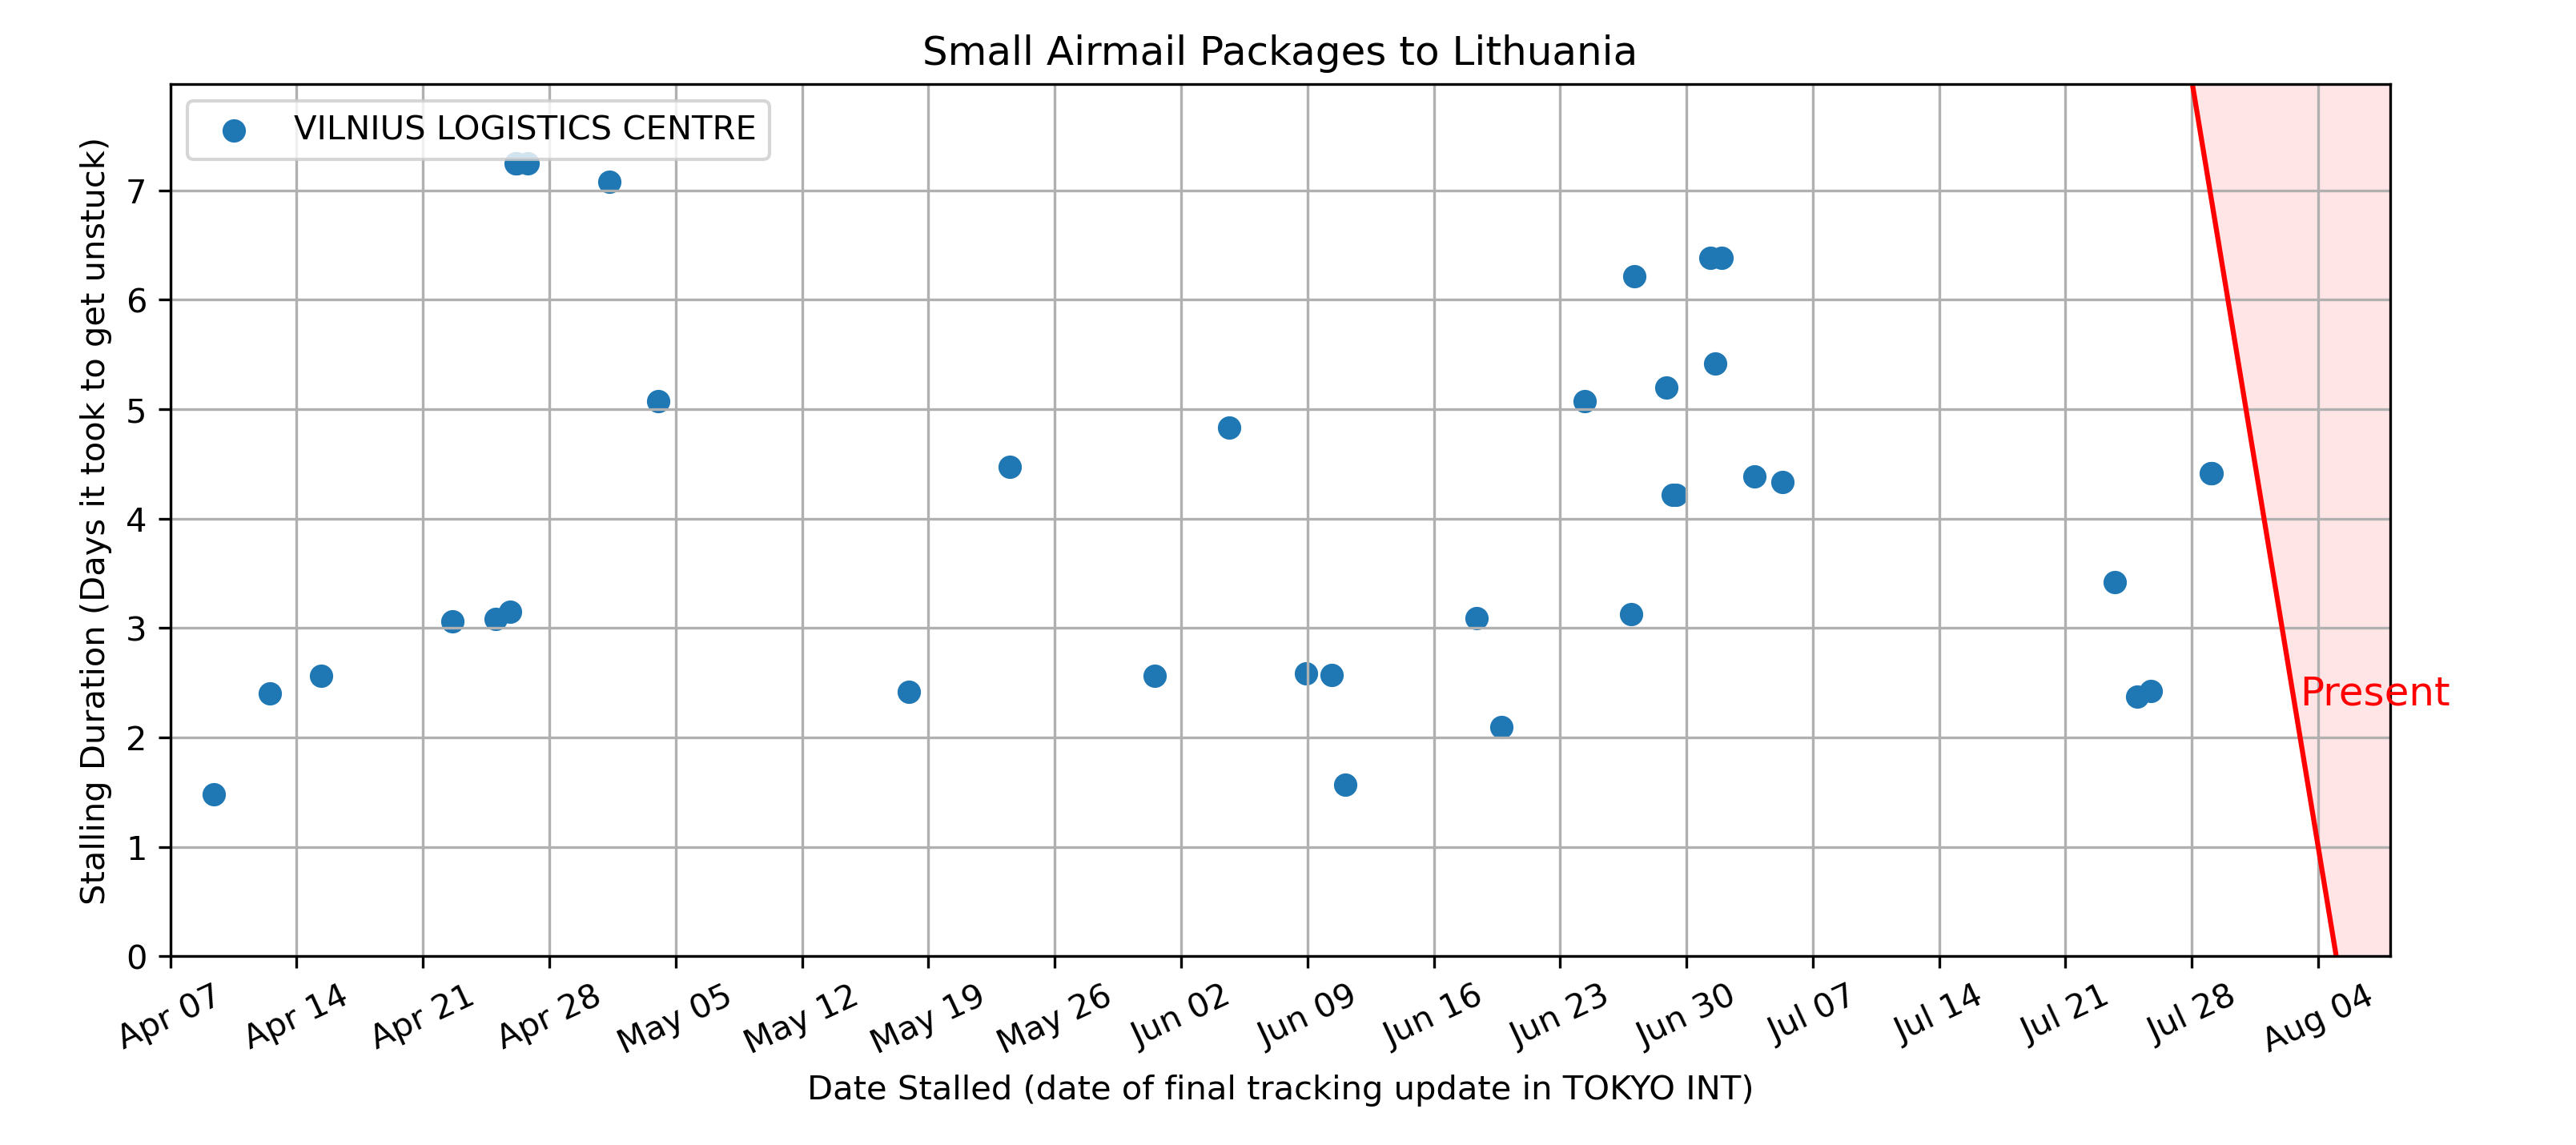 Small Airmail Packages to Lithuania
VILNIUS LOGISTICS CENTRE
Stalling Duration (Days it took to get unstuck)
7
6
5
4
3
2
1
0
Present
Apr 07
Apr 14
Apr 21
Apr 28
May 05
May 12
May 19
May 26
Jun 02
Jun 09
Jun 16
Jun 23
Jun 30
Jul 07
Jul 14
Jul 21
Jul 28
Aug 04
Date Stalled (date of final tracking update in TOKYO INT)